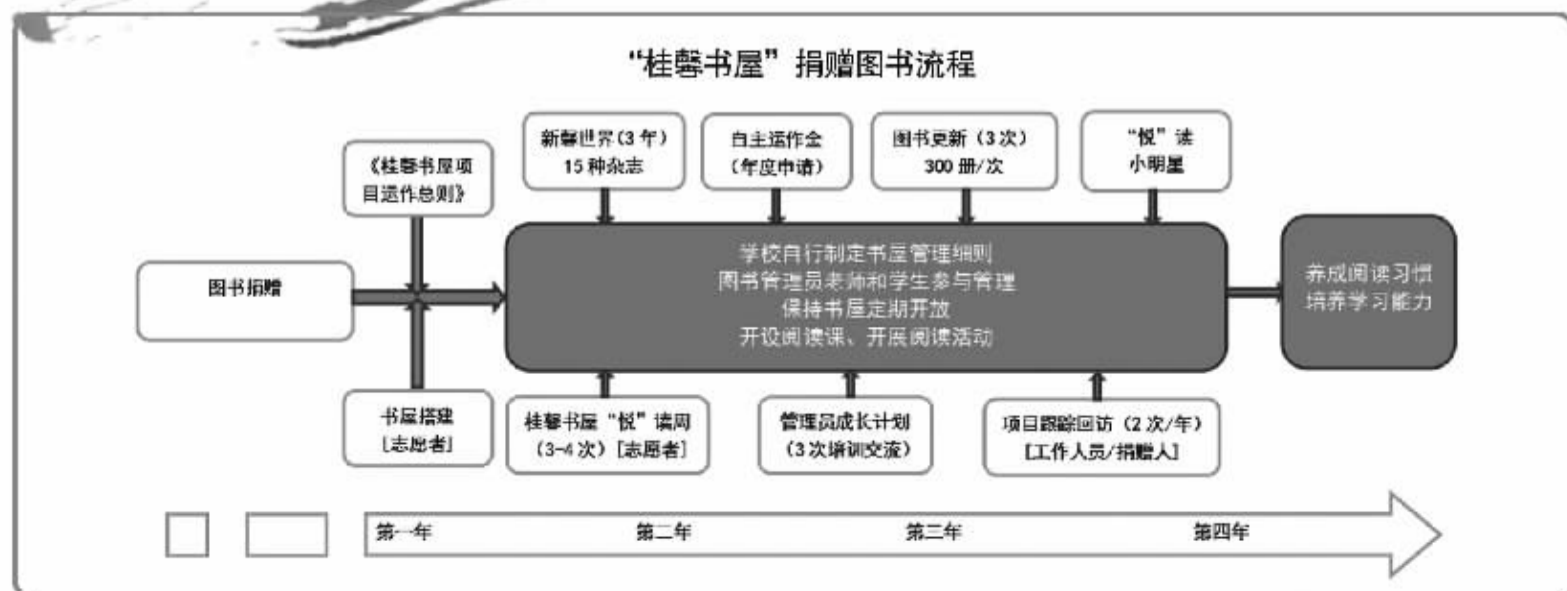 “桂馨书屋”捐赠图书流程
新馨世界(3年)
15种杂志
自主运作金
(年度申请)
图书更新(3次)
300册/次
“悦”读
小明星
《桂馨书屋项
目运作总则》
图书捐赠
学校自行制定书屋管理细则
图书管理员老师和学生参与管理
保持书屋定期开放
开设阅读课、开展阅读活动
养成阅读习惯
培养学习能力
书屋搭建
[志愿者]
桂馨书屋“悦”读周
(3-4次)[志愿者]
管理员成长计划
(3次培训交流)
项目跟踪回访(2次/年)
[工作人员/捐赠人]
第一年
第二年
第三年
第四年